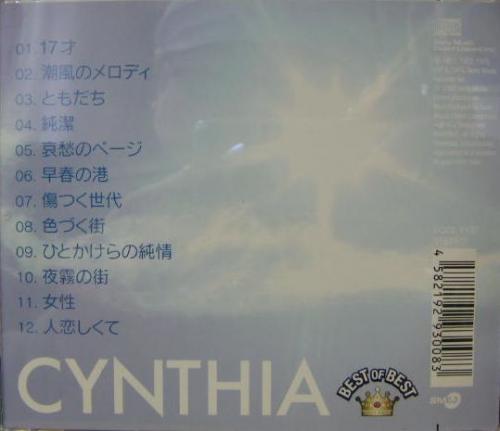 01.17才
02.潮風のメロディ
03.ともだち
04.純潔
05.哀愁のページ
06.早春の港
07.傷つく世代
08.色づく街
09.ひとかけらの純情
10.夜霧の街
11.女性
12.人恋しくて
CYNTHIA
BEST OF BEST
4 582192 930083